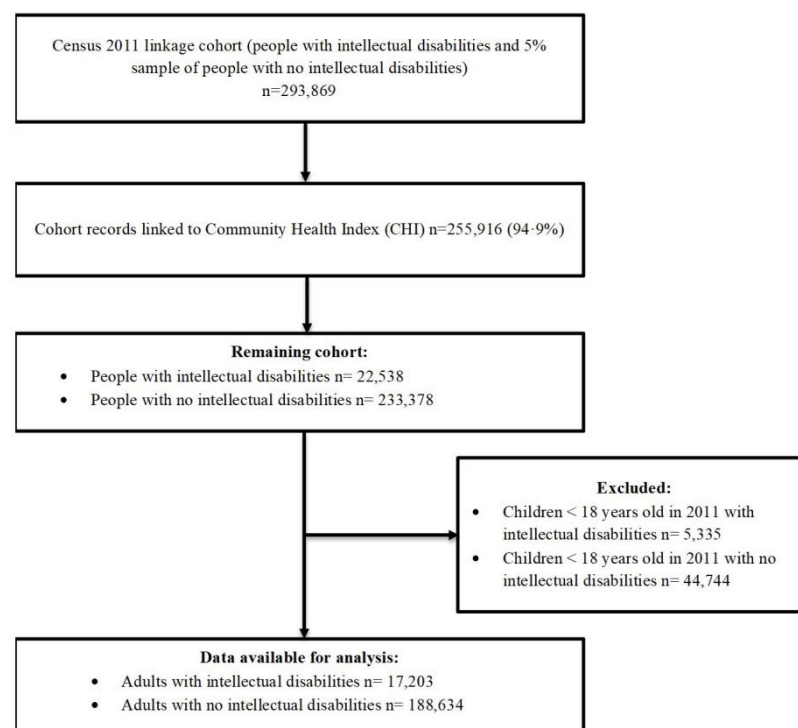 Census 2011 linkage cohort (people with intellectual disabilities and 5%
sample of people with no intellectual disabilities)
n=293,869
Cohort records linked to Community Health Index (CHI) n=255,916 (94·9%)
Remaining cohort:
• People with intellectual disabilities n= 22,538
• People with no intellectual disabilities n= 233,378
Excluded:
• Children < 18 years old in 2011 with
intellectual disabilities n= 5,335
• Children < 18 years old in 2011 with no
intellectual disabilities n= 44,744
Data available for analysis:
• Adults with intellectual disabilities n= 17,203
• Adults with no intellectual disabilities n= 188,634